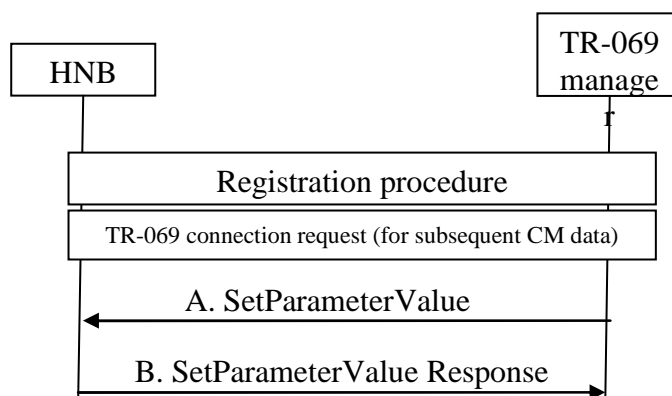 HNB
TR-069
manage
r
Registration procedure
TR-069 connection request (for subsequent CM data)
A. SetParameterValue
B. SetParameterValue Response